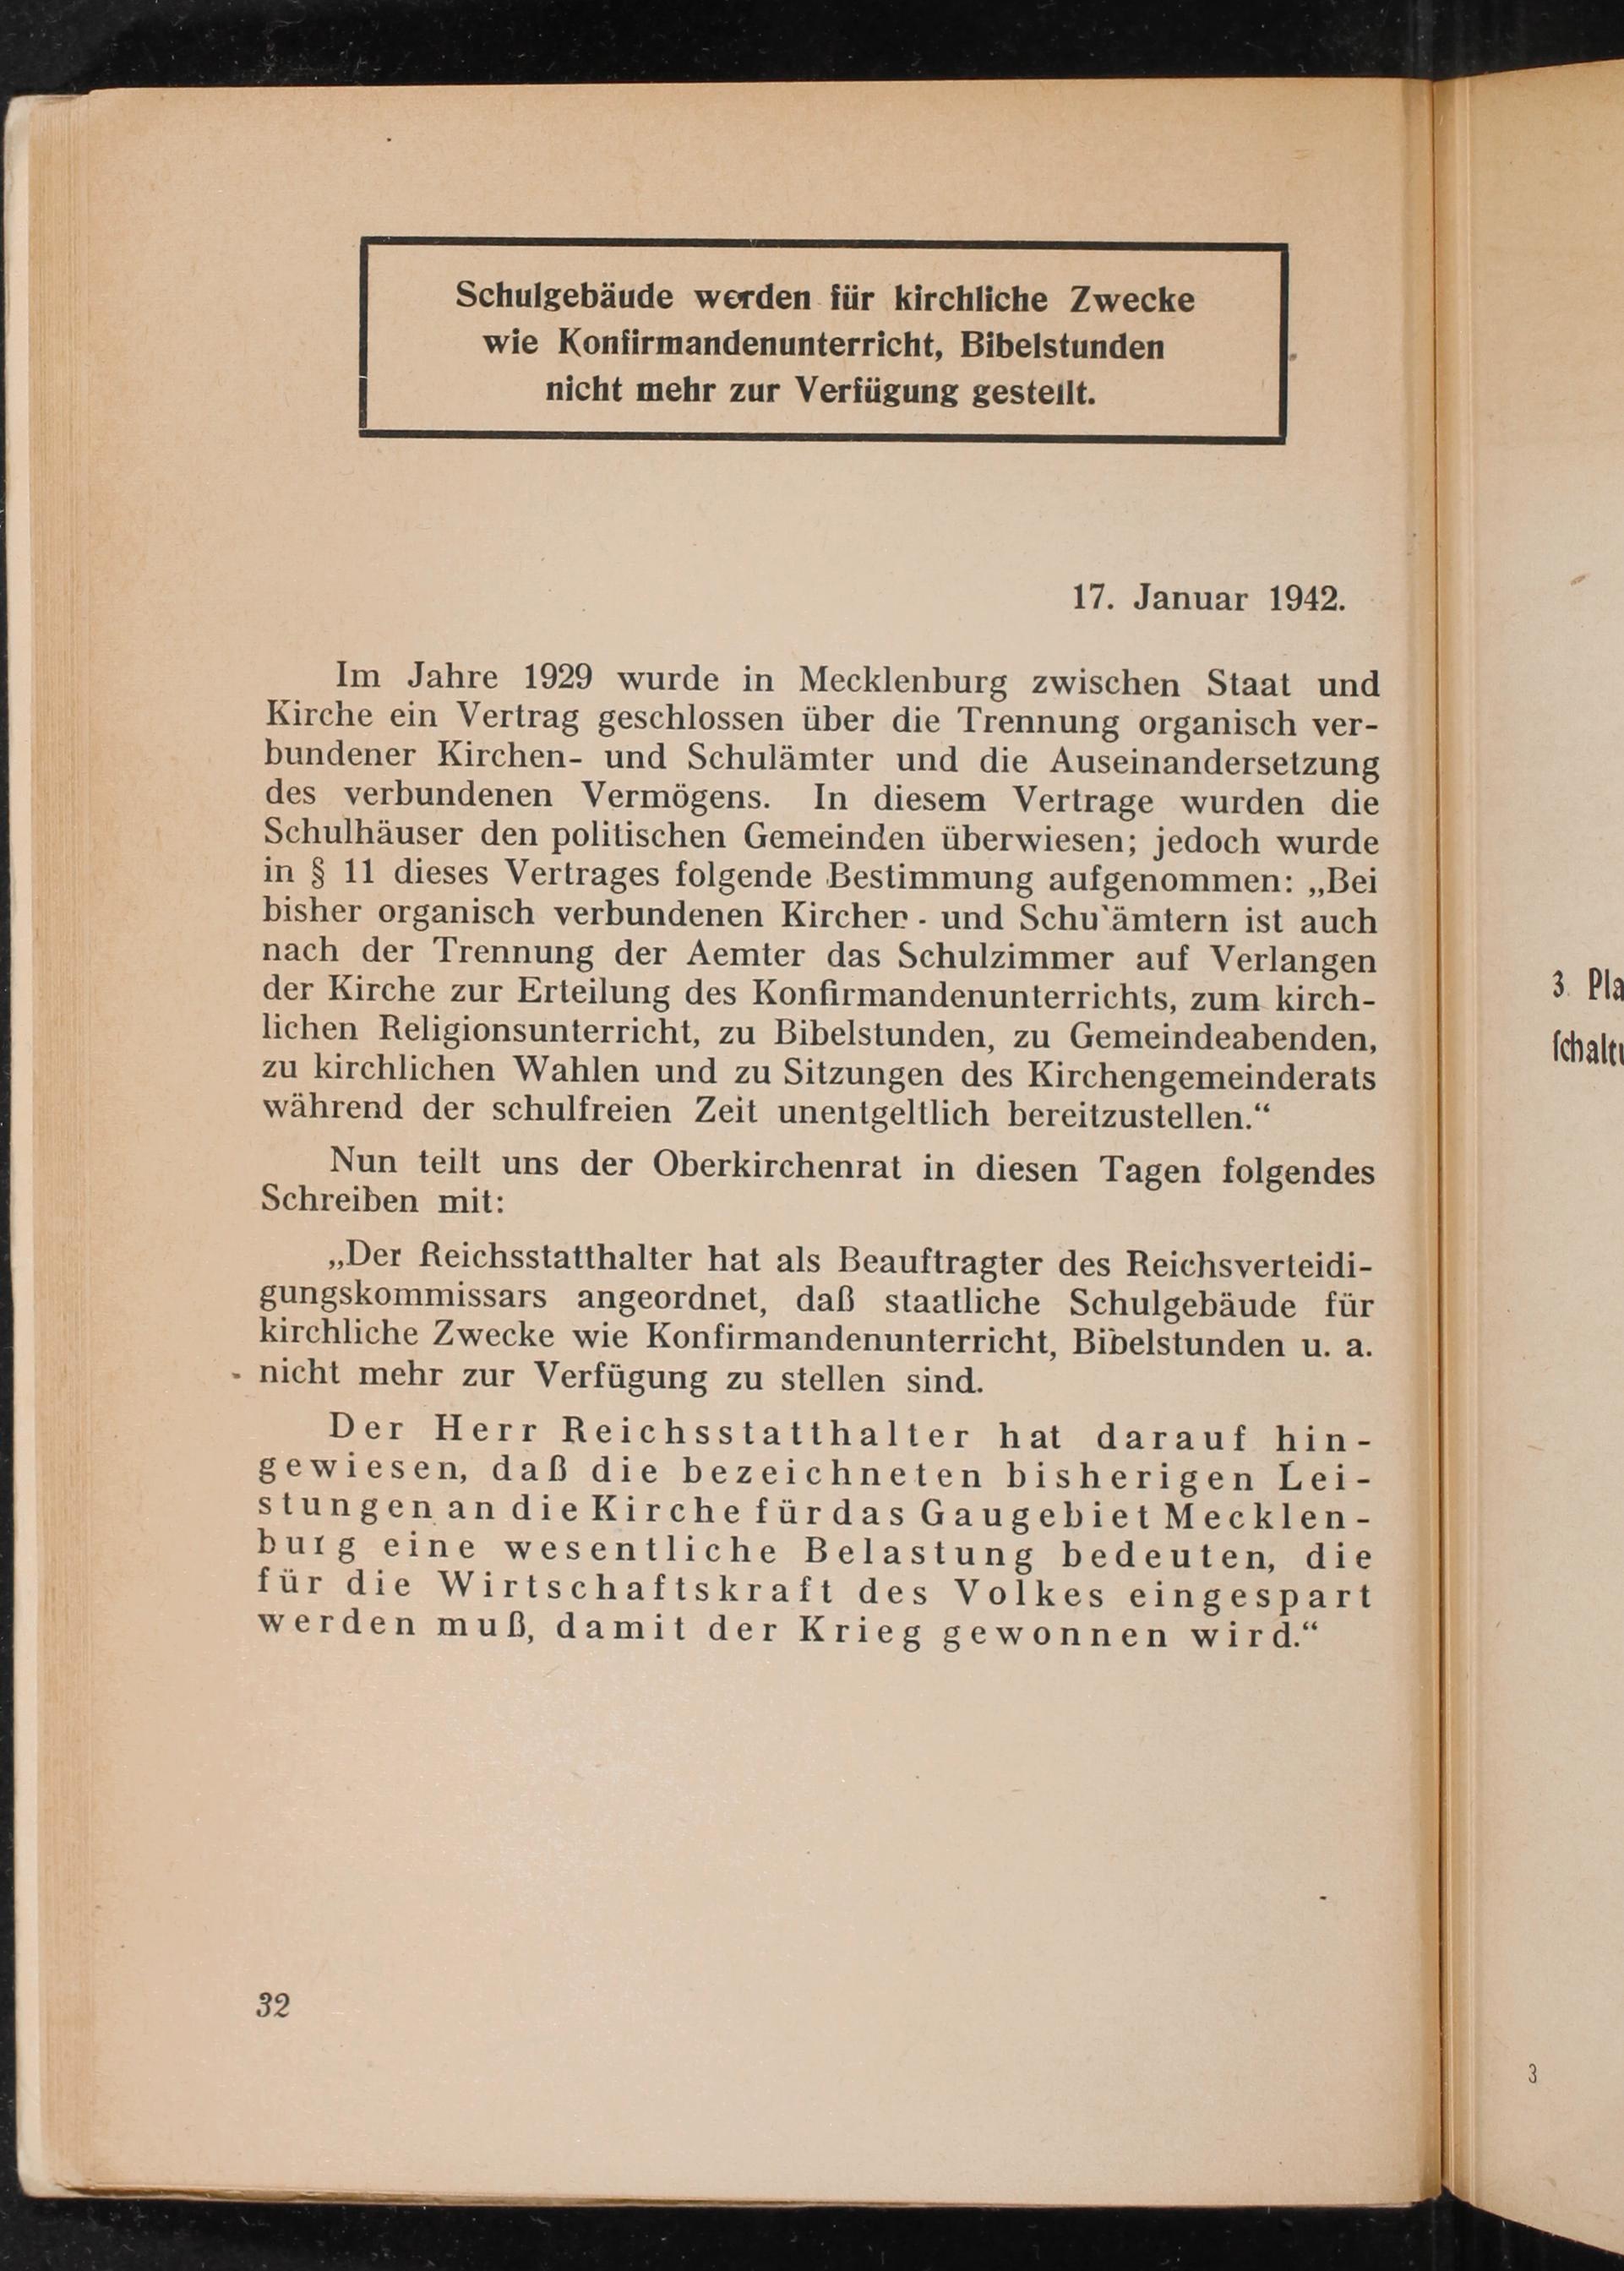 Schulgebäude werden für kirchliche Zwecke
wie Konfirmandenunterricht, Bibelstunden
nicht mehr zur Verfügung gestellt.
17. Januar 1942.
Im Jahre 1929 wurde in Mecklenburg zwischen Staat und
Kirche ein Vertrag geschlossen über die Trennung organisch ver-
bundener Kirchen- und Schulämter und die Auseinandersetzung
des verbundenen Vermögens. In diesem Vertrage wurden die
Schulhäuser den politischen Gemeinden überwiesen; jedoch wurde
in § 11 dieses Vertrages folgende Bestimmung aufgenommen: „Bei
bisher organisch verbundenen Kirchen- und Schulämtern ist auch
nach der Trennung der Aemter das Schulzimmer auf Verlangen
der Kirche zur Erteilung des Konfirmandenunterrichts, zum kirch-
lichen Religionsunterricht, zu Bibelstunden, zu Gemeindeabenden,
zu kirchlichen Wahlen und zu Sitzungen des Kirchengemeinderats
während der schulfreien Zeit unentgeltlich bereitzustellen.“
Nun teilt uns der Oberkirchenrat in diesen Tagen folgendes
Schreiben mit:
„Der Reichsstatthalter hat als Beauftragter des Reichsverteidi-
gungskommissars angeordnet, daß staatliche Schulgebäude für
kirchliche Zwecke wie Konfirmandenunterricht, Bibelstunden u. a.
nicht mehr zur Verfügung zu stellen sind.
Der Herr Reichsstatthalter hat darauf hin-
gewiesen, daß die bezeichneten bisherigen Lei-
stungen an die Kirche für das Gaugebiet Mecklen-
burg eine wesentliche Belastung bedeuten, die
für die Wirtschaftskraft des Volkes eingespart
werden muß, damit der Krieg gewonnen wird.“
32
3. Pla
ſchaltu
3